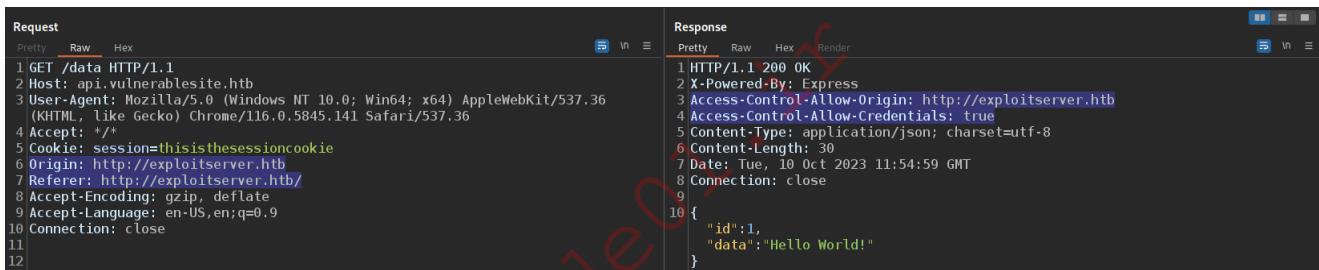 Request
Pretty Raw Hex
\n
1 GET /data HTTP/1.1
2 Host: api.vulnerablesite.htb
3 User-Agent: Mozilla/5.0 (Windows NT 10.0; Win64; x64) AppleWebKit/537.36
(KHTML, like Gecko) Chrome/116.0.5845.141 Safari/537.36
4 Accept: */*
5 Cookie: session=thisisthesessioncookie
6 Origin: http://exploitserver.htb
7 Referer: http://exploitserver.htb/
8 Accept-Encoding: gzip, deflate
9 Accept-Language: en-US,en;q=0.9
10 Connection: close
11
12
Response
Pretty Raw Hex Render
\n
1 HTTP/1.1 200 OK
2 X-Powered-By: Express
3 Access-Control-Allow-Origin: http://exploitserver.htb
4 Access-Control-Allow-Credentials: true
5 Content-Type: application/json; charset=utf-8
6 Content-Length: 30
7 Date: Tue, 10 Oct 2023 11:54:59 GMT
8 Connection: close
9
10 {
"id":1,
"data":"Hello World!"
}